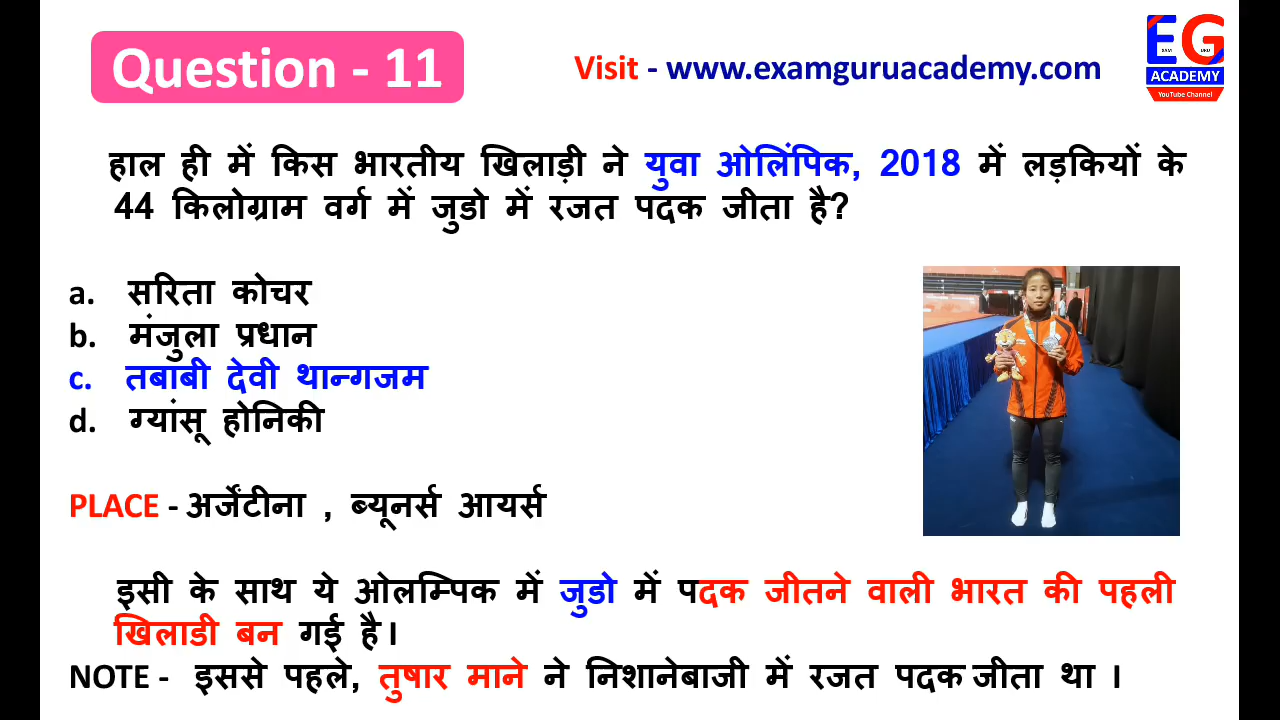 Question - 11
Visit - www.examguruacademy.com
EG
EXAM GURU
ACADEMY
YouTube Channel
हाल ही में किस भारतीय खिलाड़ी ने युवा ओलिंपिक, 2018 में लड़कियों के
44 किलोग्राम वर्ग में जुडो में रजत पदक जीता है?
a. सरिता कोचर
b. मंजुला प्रधान
c. तबाबी देवी थान्गजम
d. ग्यांसू होनिकी
PLACE - अर्जेंटीना , ब्यूनर्स आयर्स
इसी के साथ ये ओलम्पिक में जुडो में पदक जीतने वाली भारत की पहली
खिलाडी बन गई है।
NOTE - इससे पहले, तुषार माने ने निशानेबाजी में रजत पदक जीता था ।